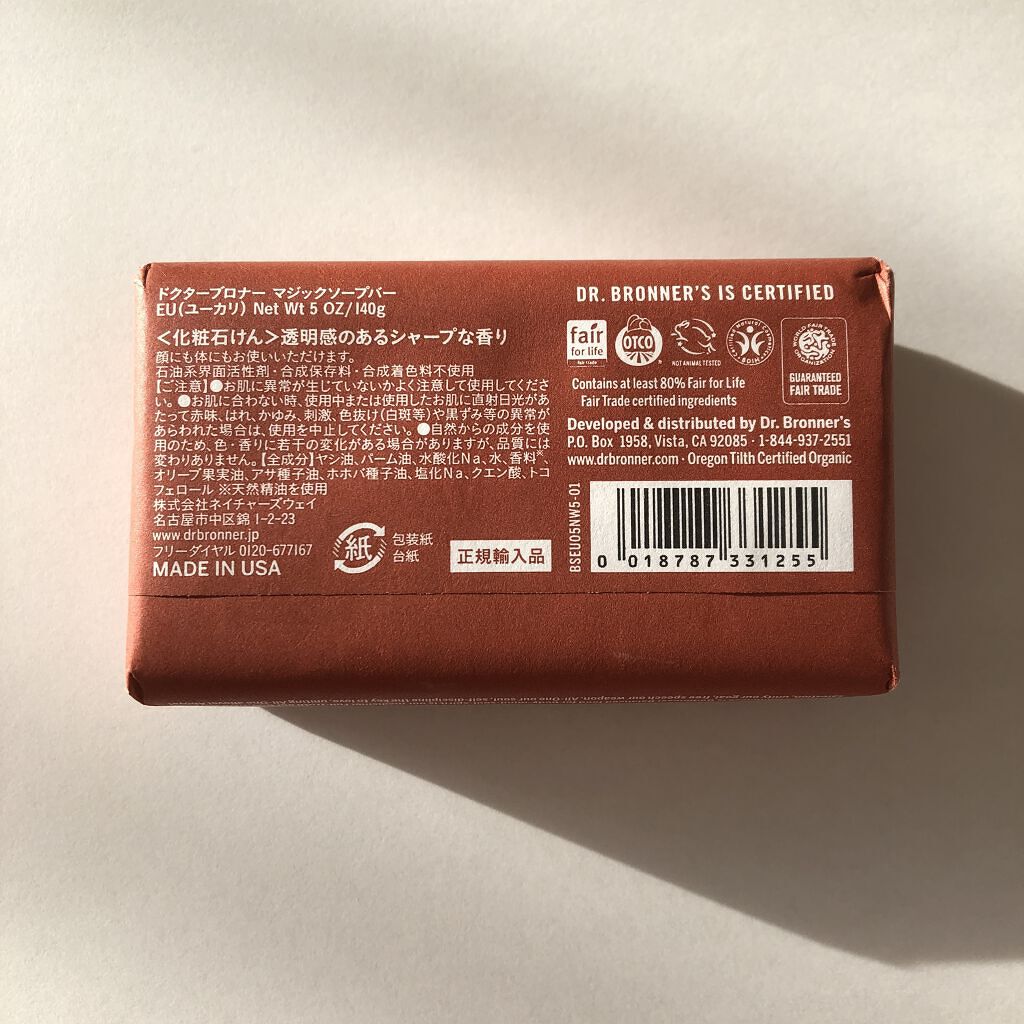 ドクターブロナー マジックソープバー
EU(ユーカリ) Net Wt 5 OZ/140g
<化粧石けん>透明感のあるシャープな香り
顔にも体にもお使いいただけます。
石油系界面活性剤・合成保存料・合成着色料不使用
【ご注意】●お肌に異常が生じていないかよく注意して使用してくださ
い。●お肌に合わない時、使用中または使用したお肌に直射日光があ
たって赤味、はれ、かゆみ、刺激、色抜け(白斑等)や黒ずみ等の異常が
あらわれた場合は、使用を中止してください。●自然からの成分を使
用のため、色・香りに若干の変化がある場合がありますが、品質には
変わりありません。【全成分】ヤシ油、パーム油、水酸化Na、水、香料※、
オリーブ果実油、アサ種子油、ホホバ種子油、塩化Na、クエン酸、トコ
フェロール ※天然精油を使用
株式会社ネイチャーズウェイ
名古屋市中区錦 1-2-23
www.drbronner.jp
フリーダイヤル 0120-677167
MADE IN USA
紙
包装紙
台紙
正規輸入品
DR. BRONNER'S IS CERTIFIED
fair
for life
fair trade
OTCO
NOT ANIMAL TESTED
Certified Natural Cosmetics
BDIH
WORLD FAIR TRADE
ORGANIZATION
GUARANTEED
FAIR TRADE
Contains at least 80% Fair for Life
Fair Trade certified ingredients
Developed & distributed by Dr. Bronner's
P.O. Box 1958, Vista, CA 92085 · 1-844-937-2551
www.drbronner.com · Oregon Tilth Certified Organic
BSEU05NW5-01
0 018787 331255